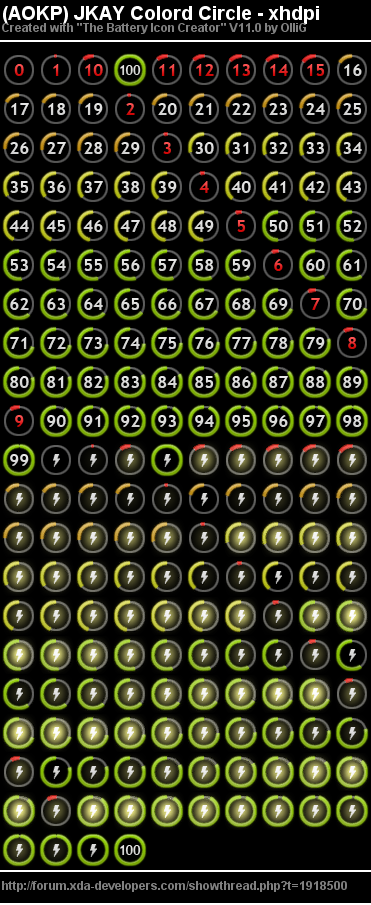 (AOKP) JKAY Colord Circle - xhdpi
Created with "The Battery Icon Creator" V11.0 by OlliG
0 1 10 100 11 12 13 14 15 16
17 18 19 2 20 21 22 23 24 25
26 27 28 29 3 30 31 32 33 34
35 36 37 38 39 4 40 41 42 43
44 45 46 47 48 49 5 50 51 52
53 54 55 56 57 58 59 6 60 61
62 63 64 65 66 67 68 69 7 70
71 72 73 74 75 76 77 78 79 8
80 81 82 83 84 85 86 87 88 89
9 90 91 92 93 94 95 96 97 98
99
100
http://forum.xda-developers.com/showthread.php?t=1918500